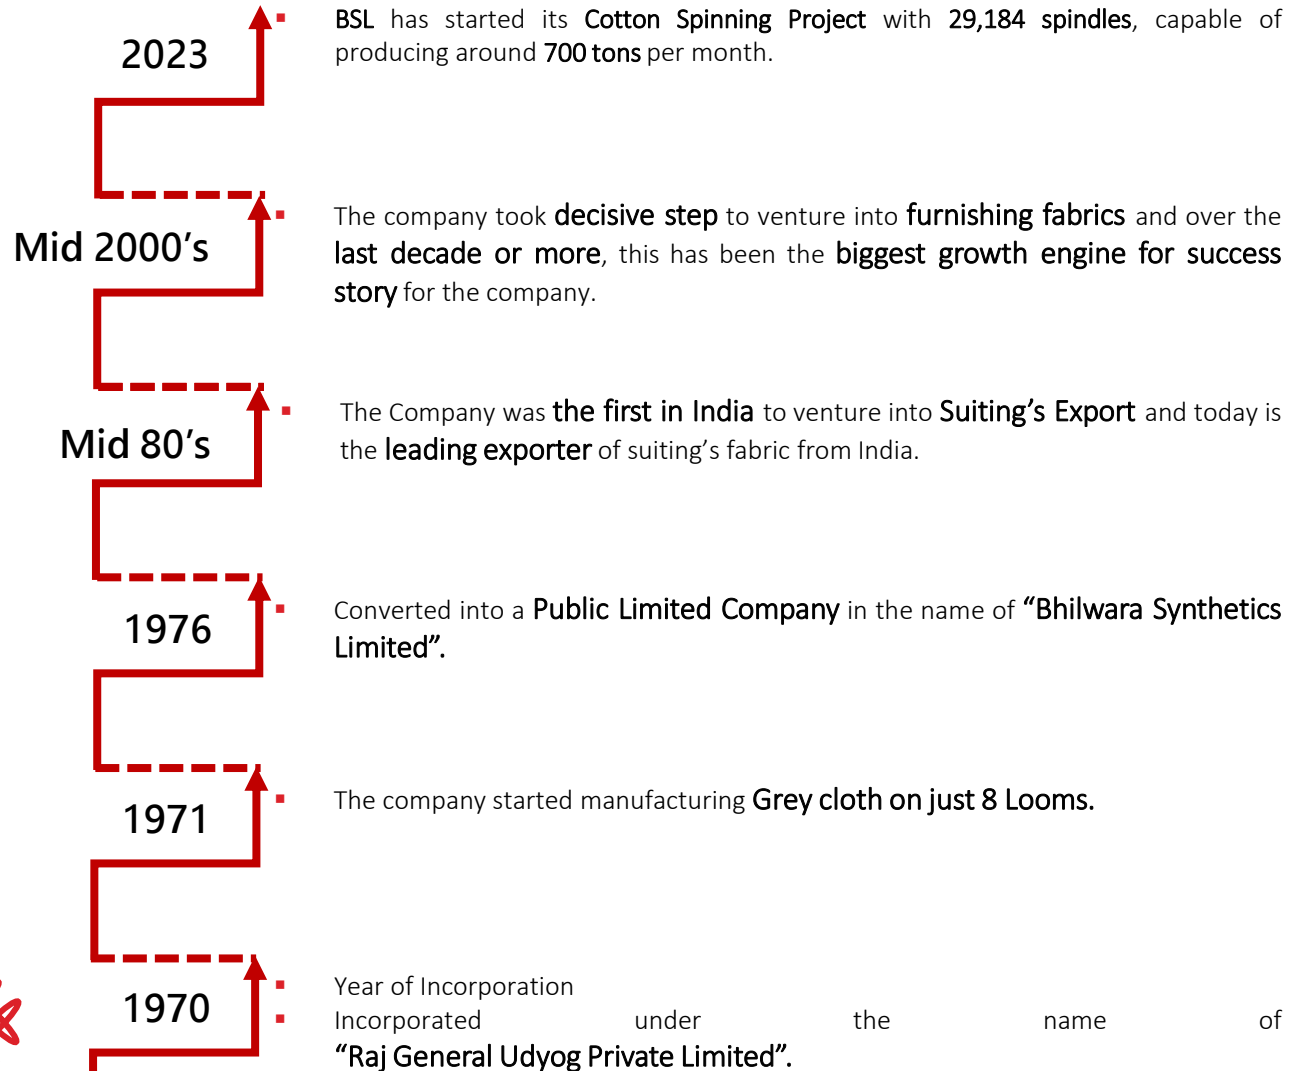 2023
BSL has started its Cotton Spinning Project with 29,184 spindles, capable of
producing around 700 tons per month.
Mid 2000’s
The company took decisive step to venture into furnishing fabrics and over the
last decade or more, this has been the biggest growth engine for success
story for the company.
Mid 80’s
The Company was the first in India to venture into Suiting’s Export and today is
the leading exporter of suiting’s fabric from India.
1976
Converted into a Public Limited Company in the name of “Bhilwara Synthetics
Limited”.
1971
The company started manufacturing Grey cloth on just 8 Looms.
1970
Year of Incorporation
Incorporated under the name of
“Raj General Udyog Private Limited”.